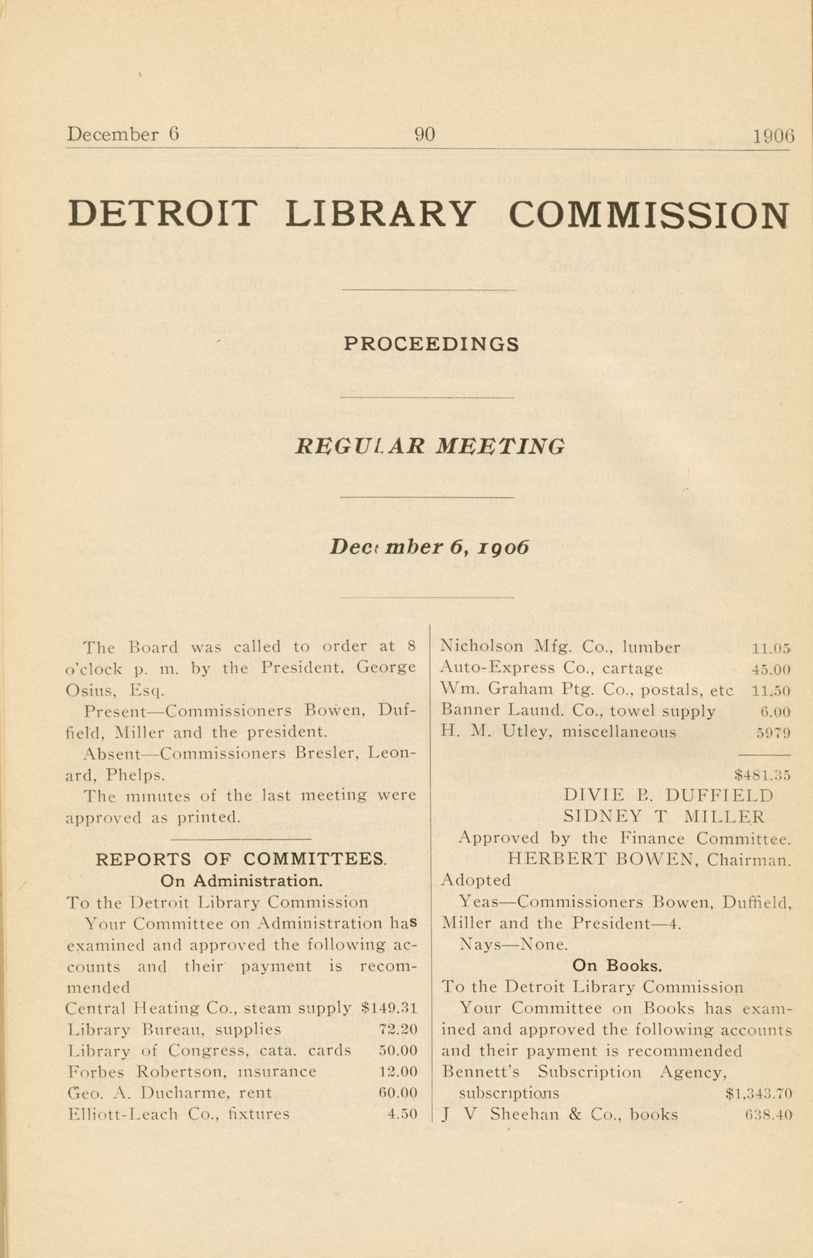 December 6 90 1906
DETROIT LIBRARY COMMISSION
PROCEEDINGS
REGULAR MEETING
December 6, 1906
The Board was called to order at 8
o'clock p. m. by the President, George
Osius, Esq.
Present—Commissioners Bowen, Duf-
field, Miller and the president.
Absent—Commissioners Bresler, Leon-
ard, Phelps.
The minutes of the last meeting were
approved as printed.
REPORTS OF COMMITTEES.
On Administration.
To the Detroit Library Commission
Your Committee on Administration has
examined and approved the following ac-
counts and their payment is recom-
mended
Central Heating Co., steam supply $149.31
Library Bureau, supplies 72.20
Library of Congress, cata. cards 50.00
Forbes Robertson, insurance 12.00
Geo. A. Ducharme, rent 60.00
Elliott-Leach Co., fixtures 4.50
Nicholson Mfg. Co., lumber 11.05
Auto-Express Co., cartage 45.00
Wm. Graham Ptg. Co., postals, etc 11.50
Banner Laund. Co., towel supply 6.00
H. M. Utley, miscellaneous 5979
$481.35
DIVIE B. DUFFIELD
SIDNEY T MILLER
Approved by the Finance Committee.
HERBERT BOWEN, Chairman.
Adopted
Yeas—Commissioners Bowen, Duffield,
Miller and the President—4.
Nays—None.
On Books.
To the Detroit Library Commission
Your Committee on Books has exam-
ined and approved the following accounts
and their payment is recommended
Bennett's Subscription Agency,
subscriptions $1,343.70
J V Sheehan & Co., books 638.40